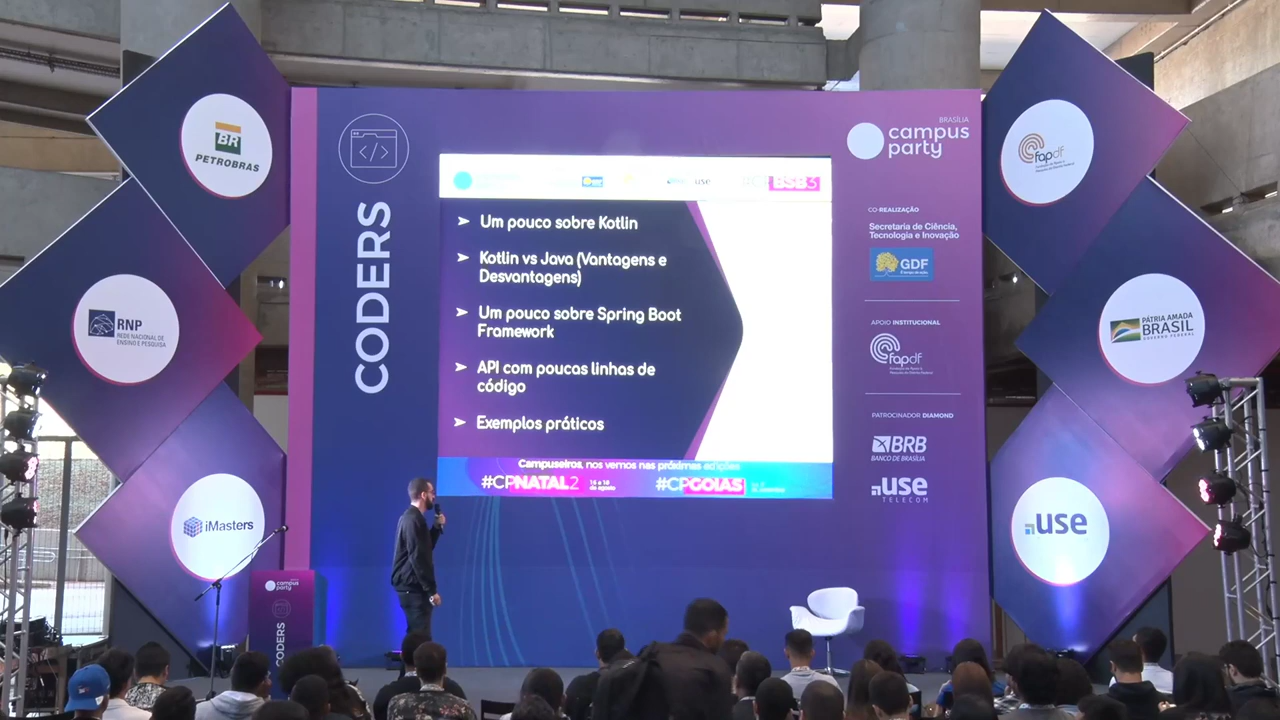 BR
PETROBRAS
RNP
REDE NACIONAL DE
ENSINO E PESQUISA
iMasters
CODERS
use
BSB3
➢ Um pouco sobre Kotlin
➢ Kotlin vs Java (Vantagens e
Desvantagens)
➢ Um pouco sobre Spring Boot
Framework
➢ API com poucas linhas de
código
➢ Exemplos práticos
Campuseiros, nos vemos nas próximas edições
#CPNATAL2
#CPGOIAS
BRASÍLIA
campus
party
CO-REALIZAÇÃO
Secretaria de Ciência,
Tecnologia e Inovação
GDF
APOIO INSTITUCIONAL
fapdf
PATROCINADOR DIAMOND
BRB
BANCO DE BRASÍLIA
use
TELECOM
fapdf
PÁTRIA AMADA
BRASIL
GOVERNO FEDERAL
use
campus
party
CODERS